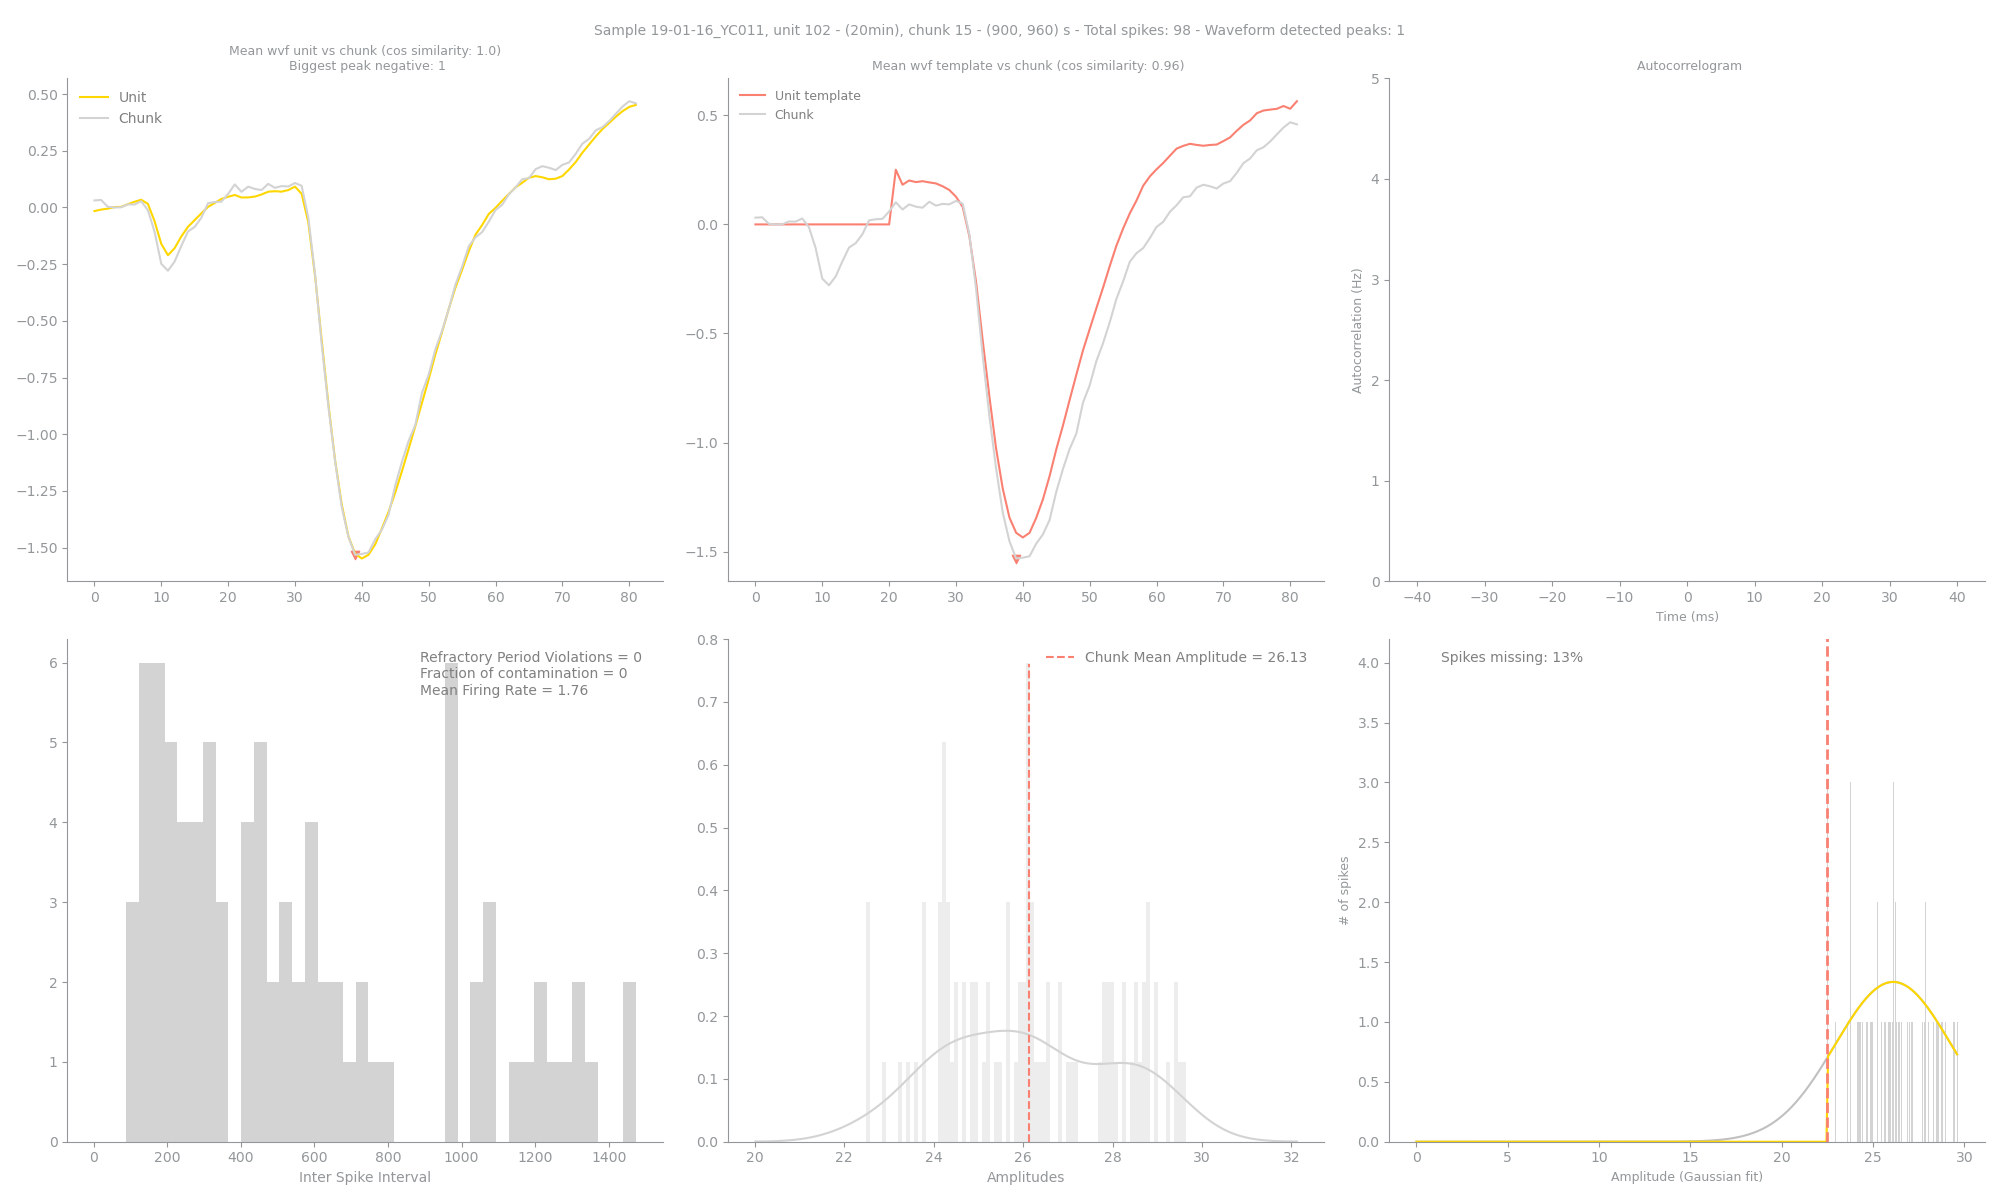 Sample 19-01-16_YC011, unit 102 - (20min), chunk 15 - (900, 960) s - Total spikes: 98 - Waveform detected peaks: 1
Mean wvf unit vs chunk (cos similarity: 1.0)
Biggest peak negative: 1
Unit
Chunk
0.50
0.25
0.00
−0.25
−0.50
−0.75
−1.00
−1.25
−1.50
0 10 20 30 40 50 60 70 80
Mean wvf template vs chunk (cos similarity: 0.96)
Unit template
Chunk
0.5
0.0
−0.5
−1.0
−1.5
0 10 20 30 40 50 60 70 80
Autocorrelogram
Autocorrelation (Hz)
5
4
3
2
1
0
−40 −30 −20 −10 0 10 20 30 40
Time (ms)
Refractory Period Violations = 0
Fraction of contamination = 0
Mean Firing Rate = 1.76
6
5
4
3
2
1
0
0 200 400 600 800 1000 1200 1400
Inter Spike Interval
Chunk Mean Amplitude = 26.13
0.8
0.7
0.6
0.5
0.4
0.3
0.2
0.1
0.0
20 22 24 26 28 30 32
Amplitudes
Spikes missing: 13%
# of spikes
4.0
3.5
3.0
2.5
2.0
1.5
1.0
0.5
0.0
0 5 10 15 20 25 30
Amplitude (Gaussian fit)